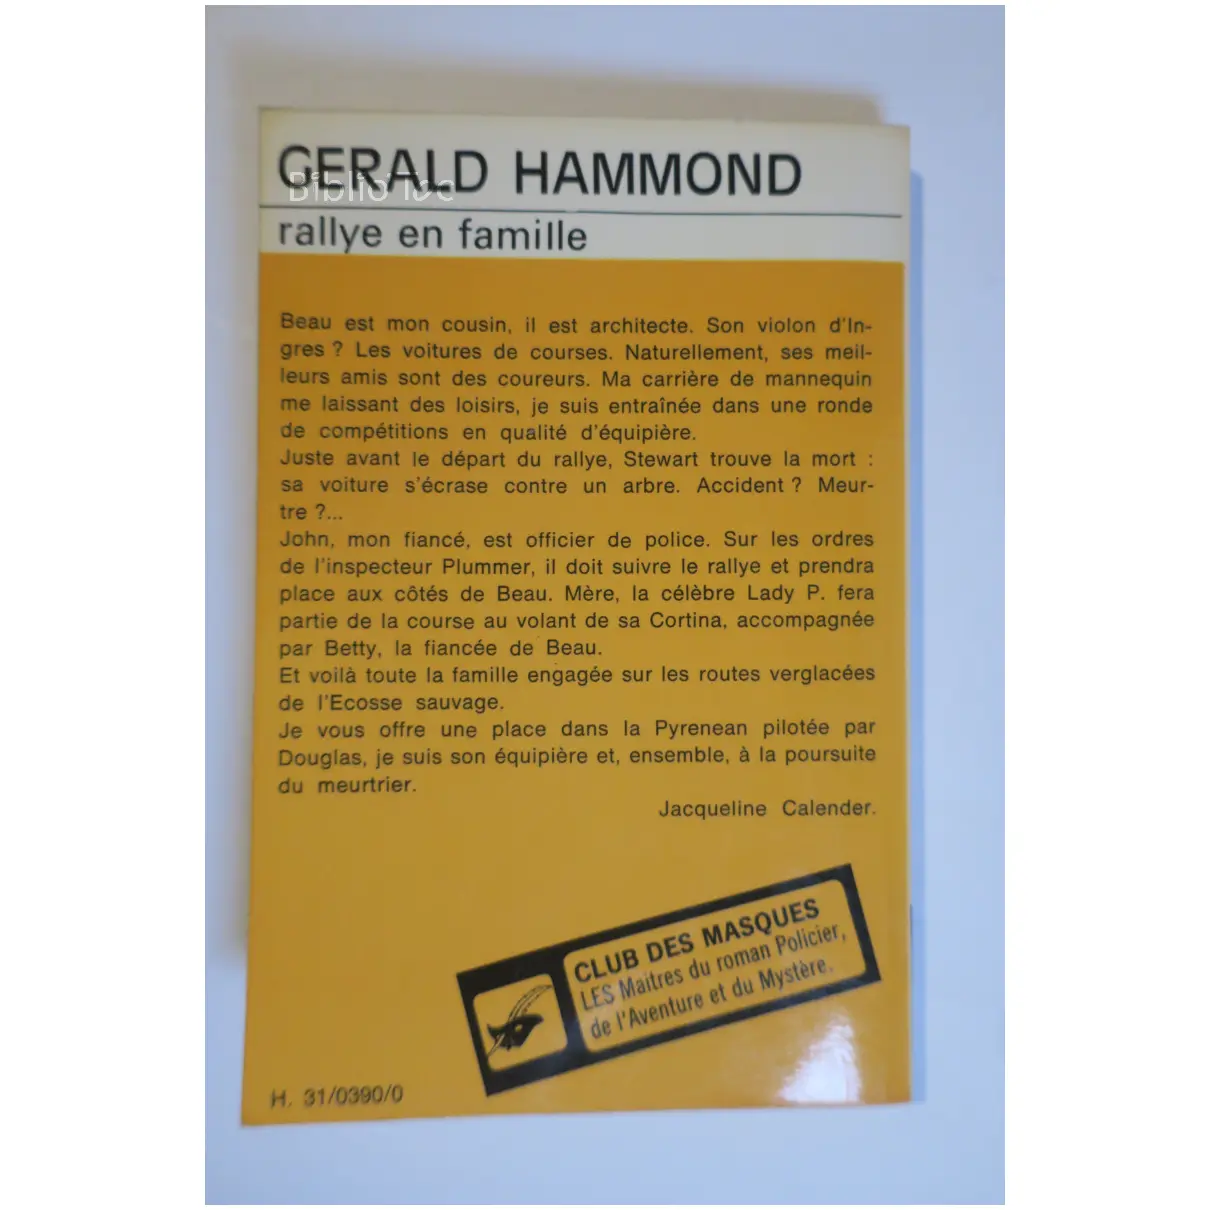 GERALD HAMMOND
Biblio'Toc
rallye en famille
Beau est mon cousin, il est architecte. Son violon d'In-
gres ? Les voitures de courses. Naturellement, ses meil-
leurs amis sont des coureurs. Ma carrière de mannequin
me laissant des loisirs, je suis entraînée dans une ronde
de compétitions en qualité d'équipière.
Juste avant le départ du rallye, Stewart trouve la mort :
sa voiture s'écrase contre un arbre. Accident ? Meur-
tre ?...
John, mon fiancé, est officier de police. Sur les ordres
de l'inspecteur Plummer, il doit suivre le rallye et prendra
place aux côtés de Beau. Mère, la célèbre Lady P. fera
partie de la course au volant de sa Cortina, accompagnée
par Betty, la fiancée de Beau.
Et voilà toute la famille engagée sur les routes verglacées
de l'Ecosse sauvage.
Je vous offre une place dans la Pyrenean pilotée par
Douglas, je suis son équipière et, ensemble, à la poursuite
du meurtrier.
Jacqueline Calender.
CLUB DES MASQUES
LES Maitres du roman Policier,
de l'Aventure et du Mystère.
H. 31/0390/0